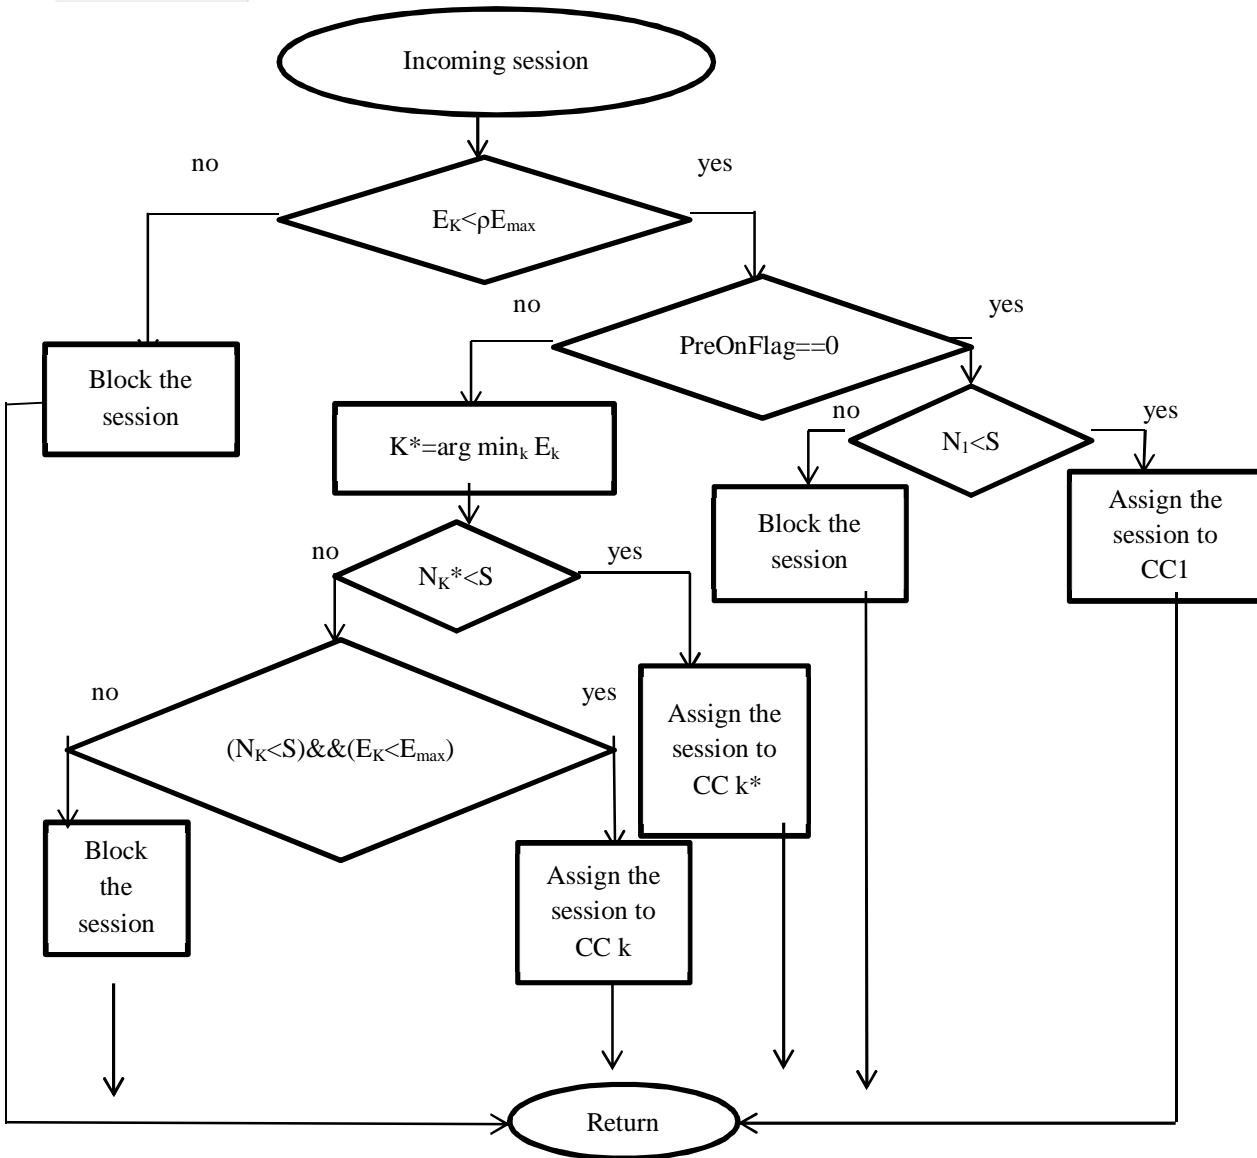 Incoming session
no
yes
E_K<ρE_max
no
yes
PreOnFlag==0
Block the
session
K*=arg min_k E_k
no
yes
N_1<S
Block the
session
Assign the
session to
CC1
no
yes
N_K*<S
no
yes
(N_K<S)&&(E_K<E_max)
Assign the
session to
CC k*
Block
the
session
Assign the
session to
CC k
Return